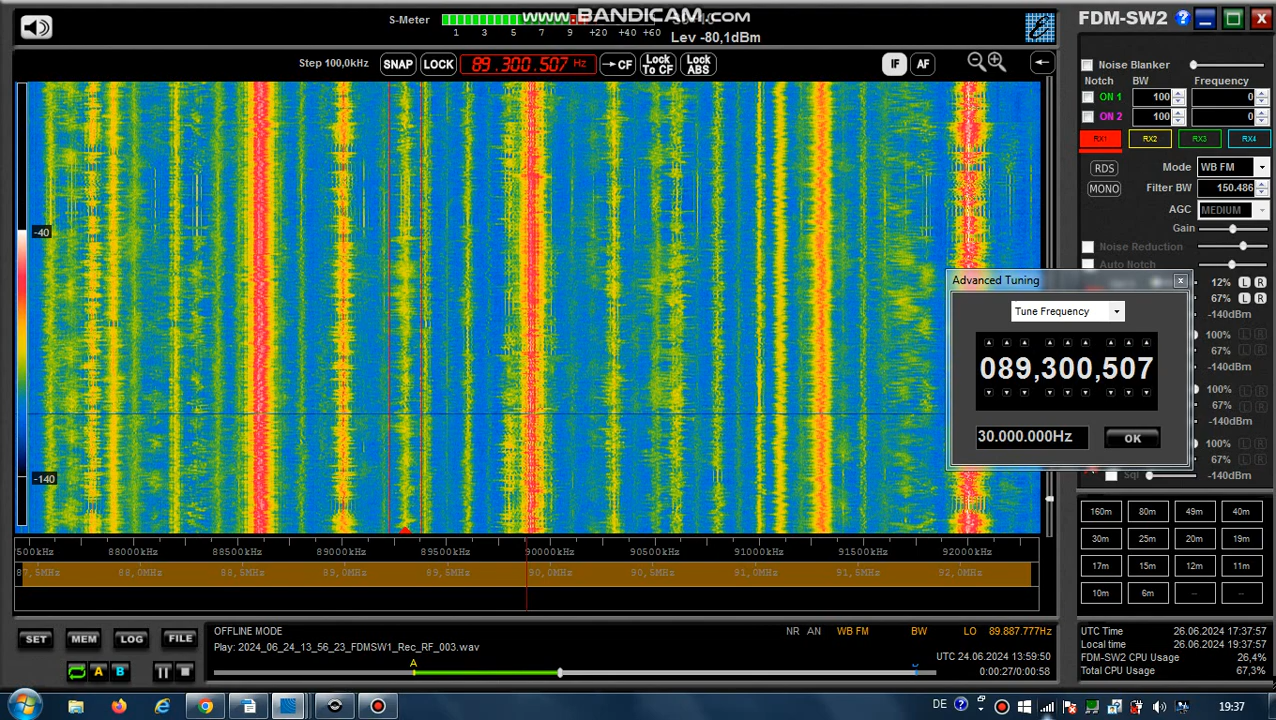 S-Meter
www.BANDICAM.com
1 3 5 7 9 +20 +40 +60
Lev -80,1dBm
FDM-SW2
Step 100,0kHz SNAP LOCK 89.300.507 Hz →CF Lock To CF Lock ABS IF AF
Noise Blanker
Notch BW Frequency
ON 1 100 0
ON 2 100 0
RX1 RX2 RX3 RX4
RDS Mode WB FM
MONO Filter BW 150.486
AGC MEDIUM
Gain
Noise Reduction
Auto Notch
-40
-140
Advanced Tuning x
Tune Frequency
089,300,507
30.000.000Hz OK
12% L R
67% L R
-140dBm
100% L R
67% L R
-140dBm
100% L R
67% L R
-140dBm
100% L R
67% L R
Sql -140dBm
88000kHz 88500kHz 89000kHz 89500kHz 90000kHz 90500kHz 91000kHz 91500kHz 92000kHz
87,5MHz 88,0MHz 88,5MHz 89,0MHz 89,5MHz 90,0MHz 90,5MHz 91,0MHz 91,5MHz 92,0MHz
160m 80m 49m 40m
30m 25m 20m 19m
17m 15m 12m 11m
10m 6m -- --
SET MEM LOG FILE
A B
OFFLINE MODE NR AN WB FM BW LO 89.887.777Hz
Play: 2024_06_24_13_56_23_FDMSW1_Rec_RF_003.wav
A UTC 24.06.2024 13:59:50
0:00:27/0:00:58
UTC Time 26.06.2024 17:37:57
Local time 26.06.2024 19:37:57
FDM-SW2 CPU Usage 26,4%
Total CPU Usage 67,3%
DE 19:37